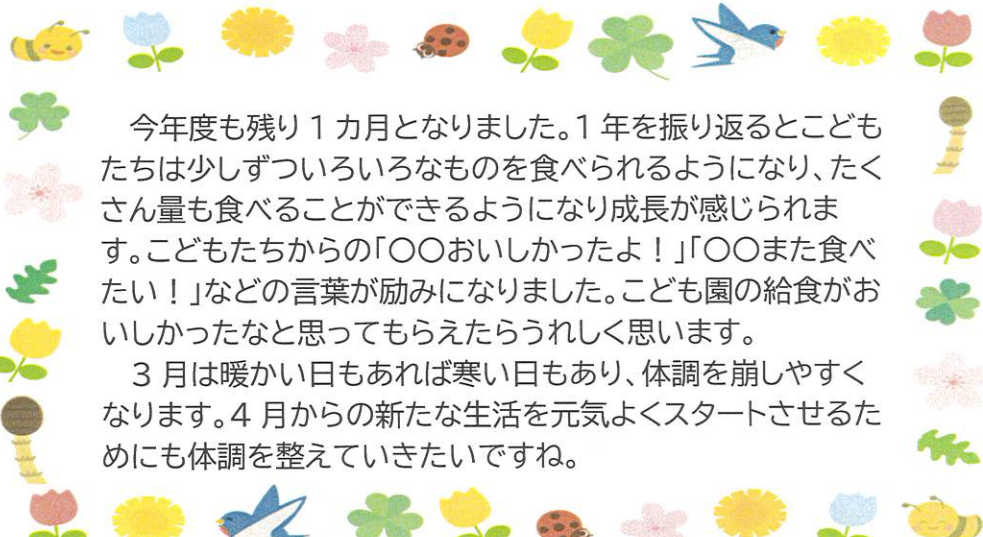 今年度も残り1カ月となりました。1年を振り返るとこども
たちは少しずついろいろなものを食べられるようになり、たく
さん量も食べることができるようになり成長が感じられま
す。こどもたちからの「〇〇おいしかったよ！」「〇〇また食べ
たい！」などの言葉が励みになりました。こども園の給食がお
いしかったなと思ってもらえたらうれしく思います。
3月は暖かい日もあれば寒い日もあり、体調を崩しやすく
なります。4月からの新たな生活を元気よくスタートさせるた
めにも体調を整えていきたいですね。